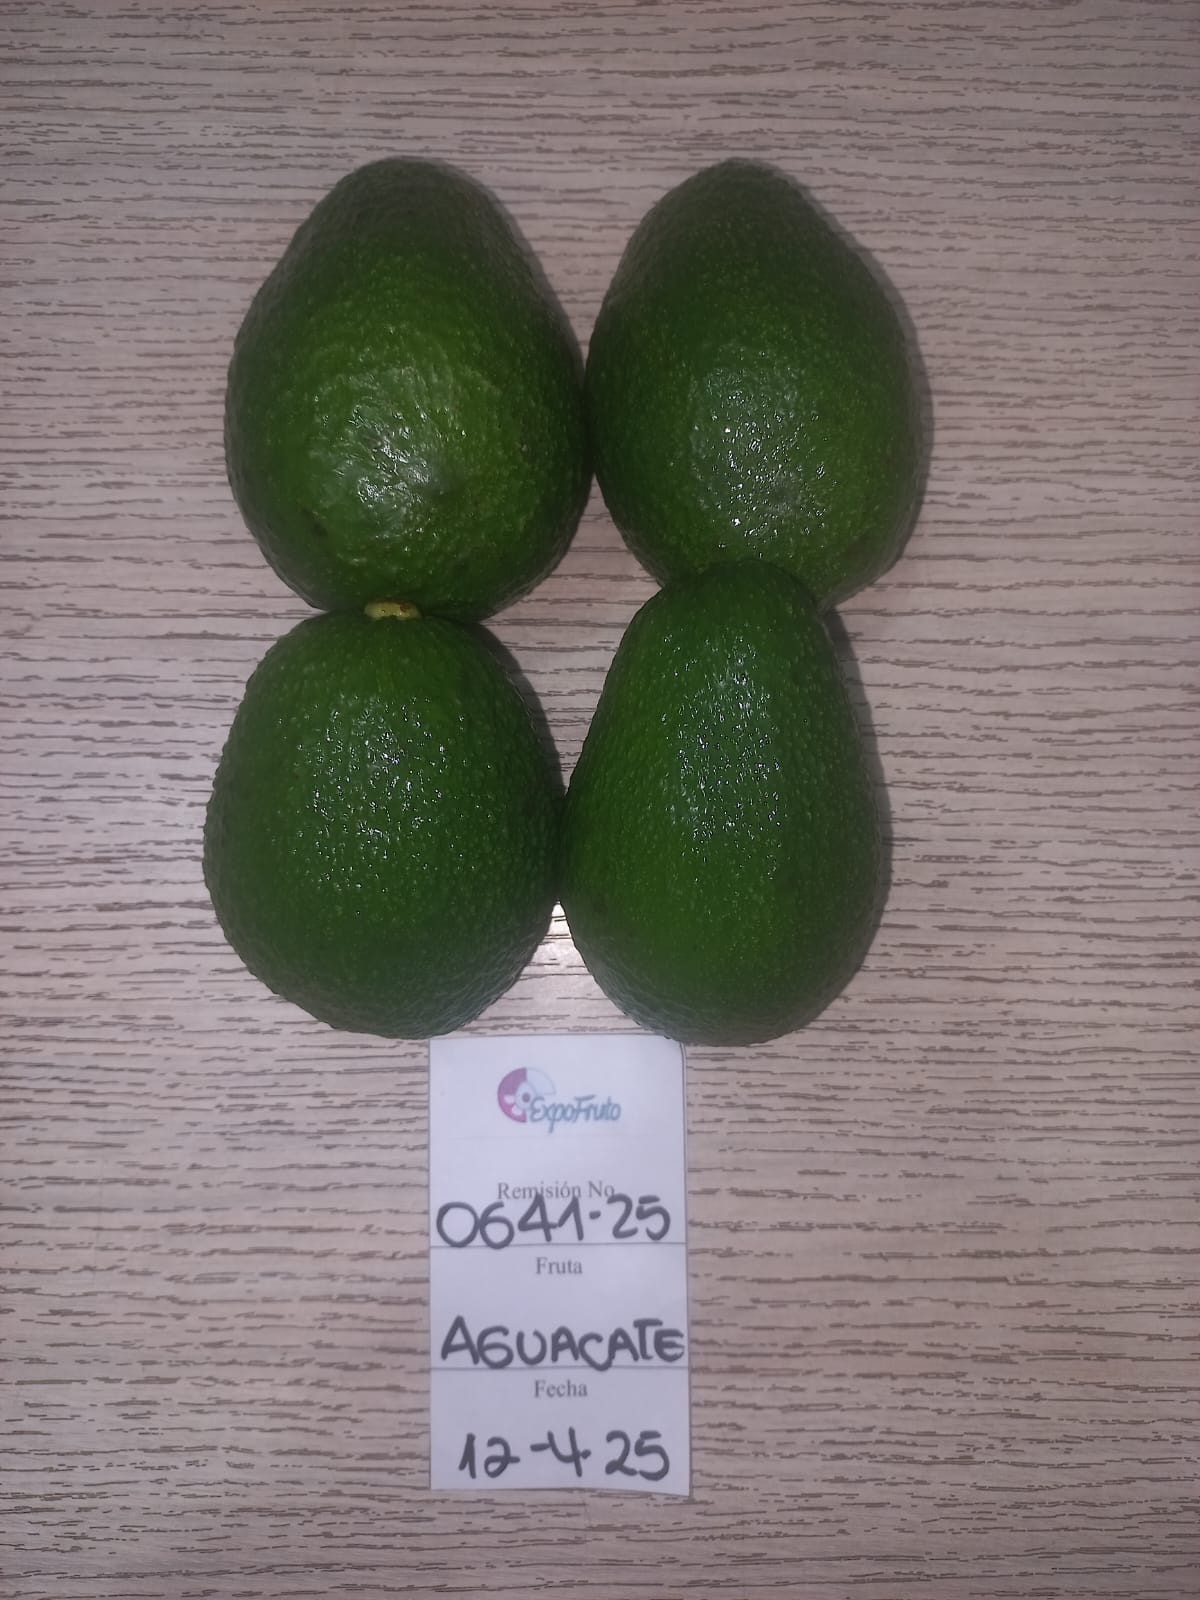 ExpoFruto
Remisión No
0641-25
Fruta
AGUACATE
Fecha
12-4-25